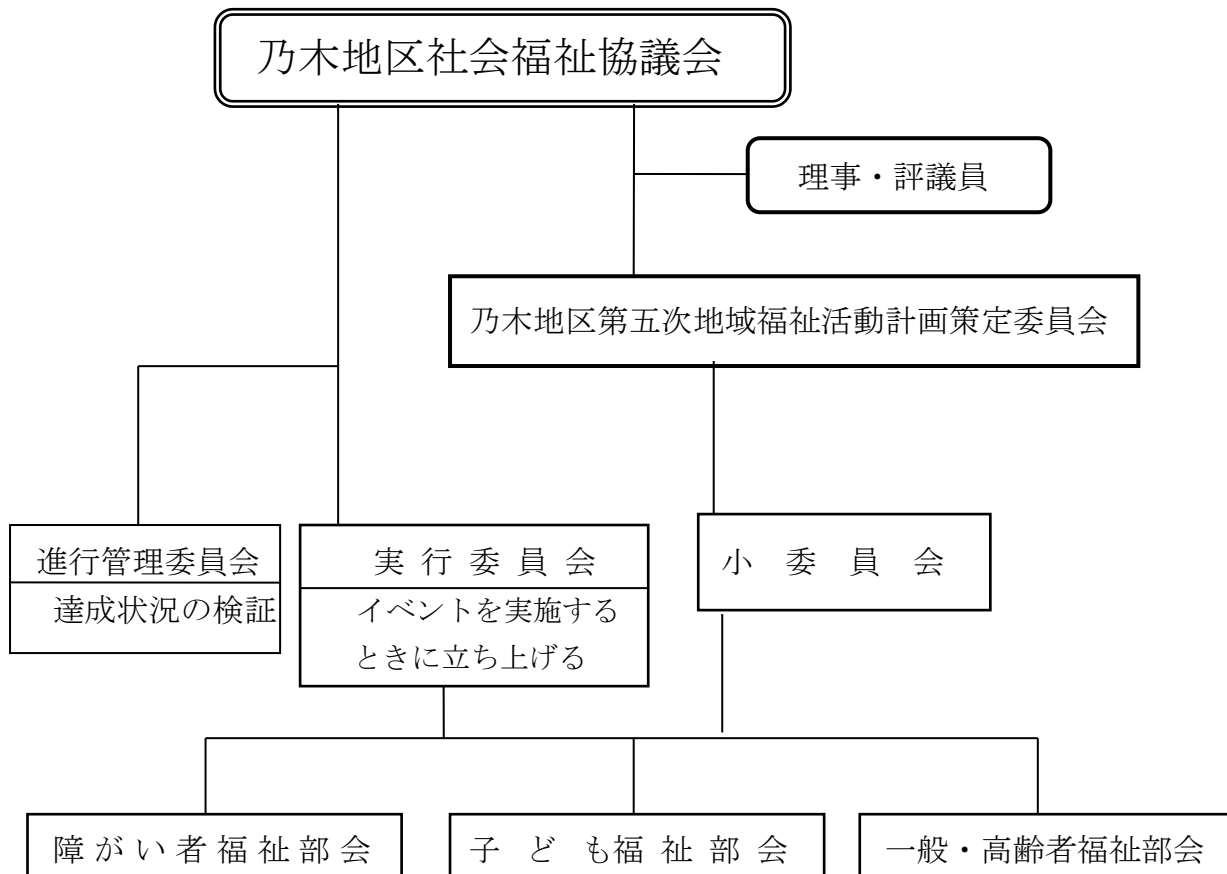 乃木地区社会福祉協議会
理事・評議員
乃木地区第五次地域福祉活動計画策定委員会
進行管理委員会
達成状況の検証
実行委員会
イベントを実施する
ときに立ち上げる
小委員会
障がい者福祉部会
子ども福祉部会
一般・高齢者福祉部会